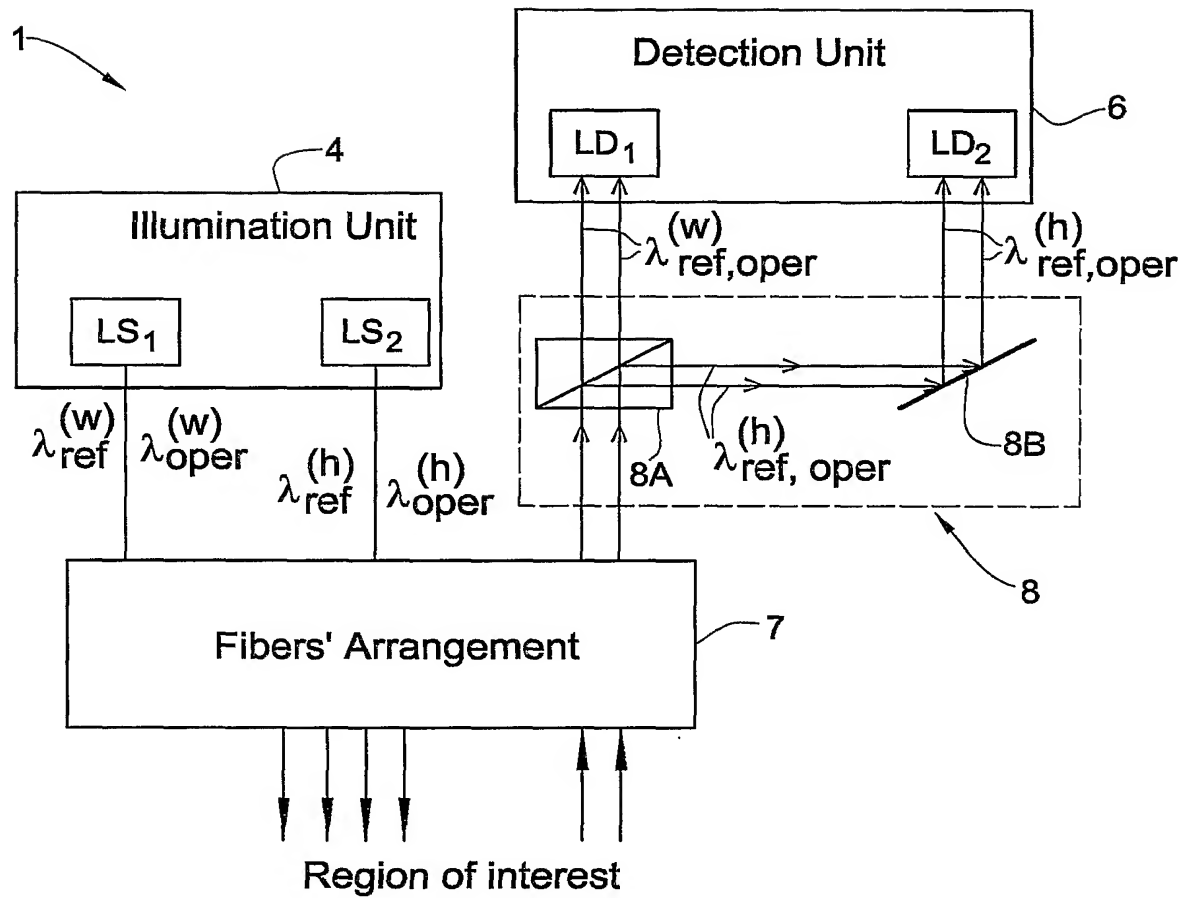 1
Detection Unit
LD₁
LD₂
6
4
Illumination Unit
LS₁
LS₂
λ ref (w)
λ oper (w)
λ ref (h)
λ oper (h)
λ ref,oper (w)
λ ref,oper (h)
8A
λ ref, oper (h)
8B
8
Fibers' Arrangement
7
Region of interest